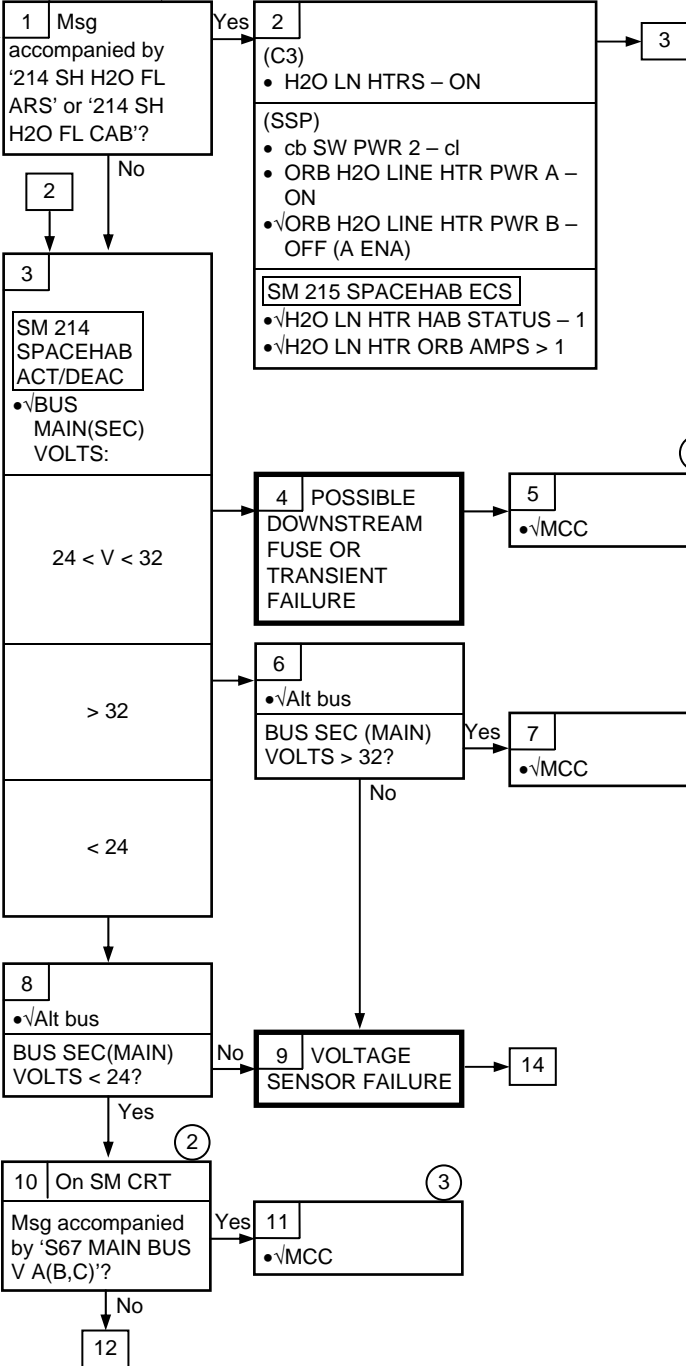 1 Msg
accompanied by
‘214 SH H2O FL
ARS’ or ‘214 SH
H2O FL CAB’?
Yes
No
2
(C3)
• H2O LN HTRS – ON
(SSP)
• cb SW PWR 2 – cl
• ORB H2O LINE HTR PWR A –
ON
•√ORB H2O LINE HTR PWR B –
OFF (A ENA)
SM 215 SPACEHAB ECS
•√H2O LN HTR HAB STATUS – 1
•√H2O LN HTR ORB AMPS > 1
3
2
3
SM 214
SPACEHAB
ACT/DEAC
•√BUS
MAIN(SEC)
VOLTS:
24 < V < 32
> 32
< 24
4 POSSIBLE
DOWNSTREAM
FUSE OR
TRANSIENT
FAILURE
5
•√MCC
6
•√Alt bus
BUS SEC (MAIN)
VOLTS > 32?
Yes
No
7
•√MCC
8
•√Alt bus
BUS SEC(MAIN)
VOLTS < 24?
No
Yes
9 VOLTAGE
SENSOR FAILURE
14
2
10 On SM CRT
Msg accompanied
by ‘S67 MAIN BUS
V A(B,C)’?
Yes
No
3
11
•√MCC
12